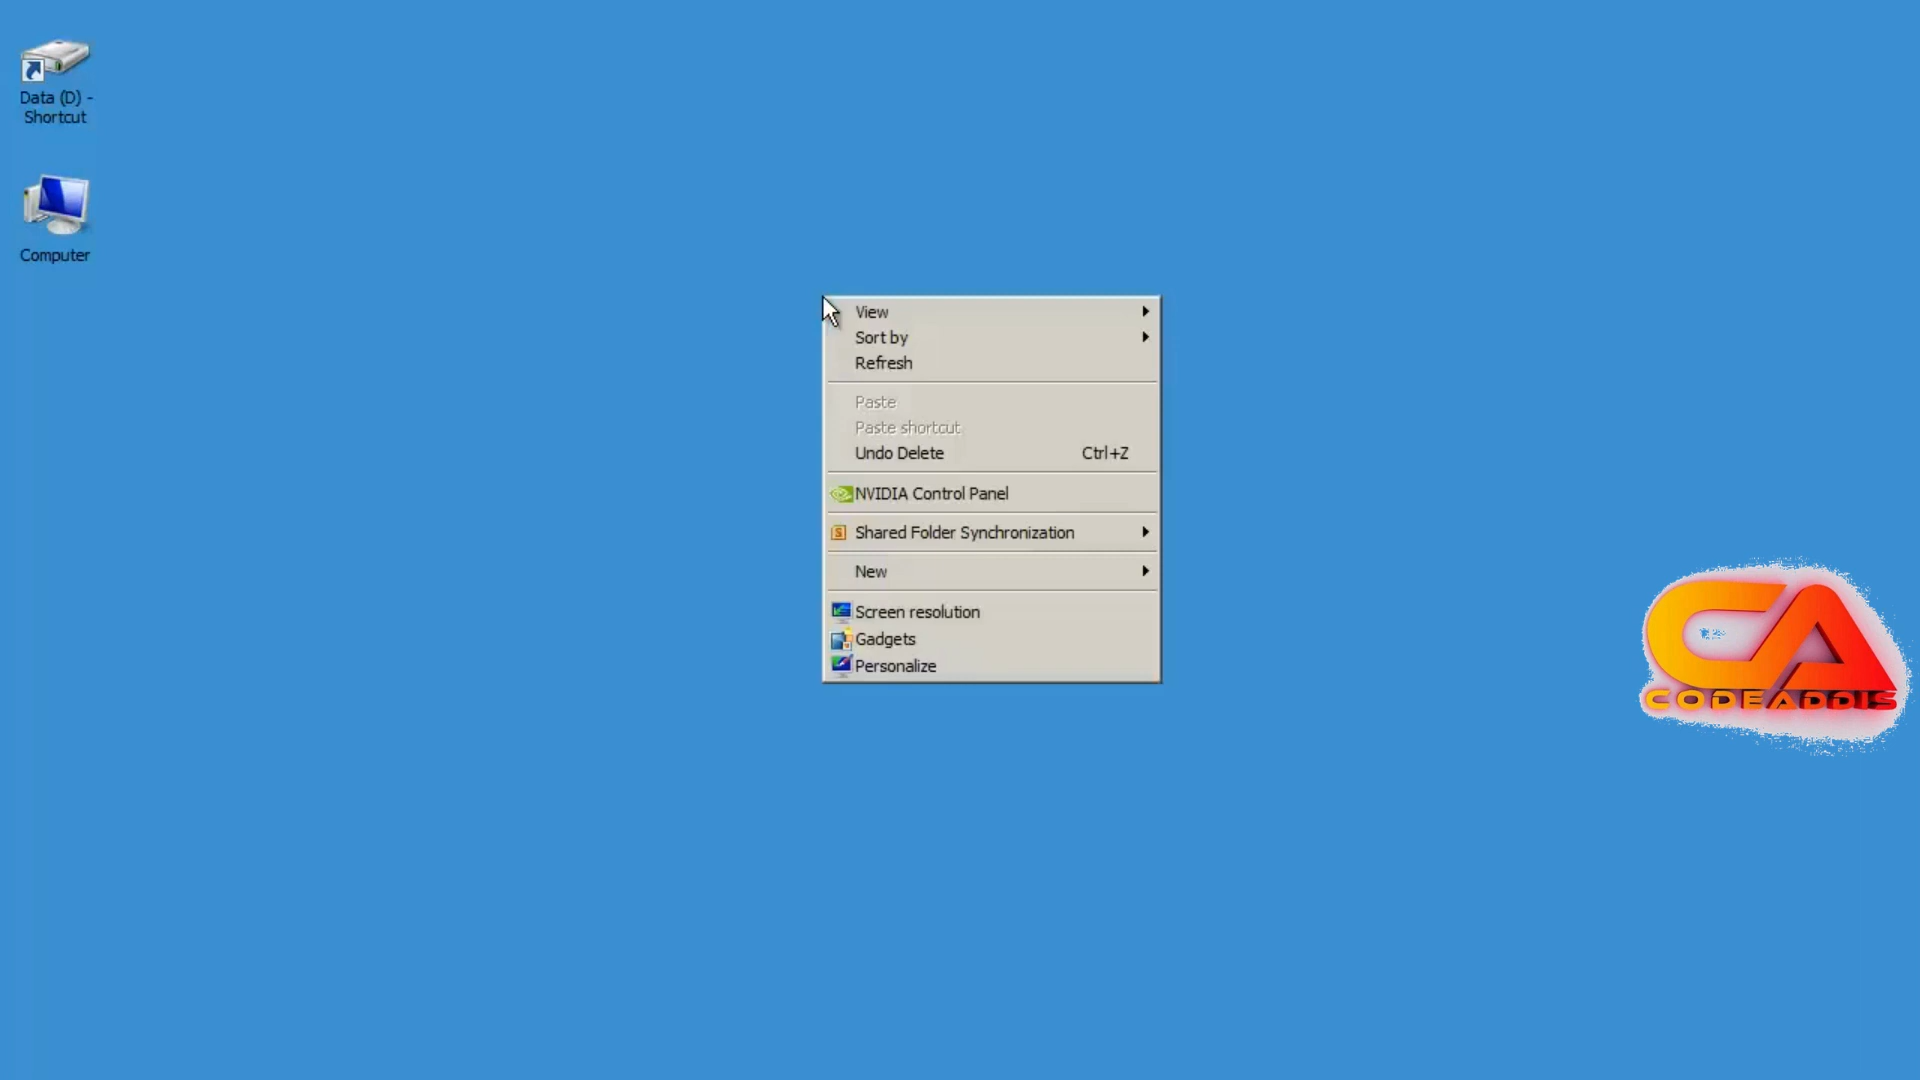 Data (D) -
Shortcut
Computer
View
Sort by
Refresh
Paste
Paste shortcut
Undo Delete Ctrl+Z
NVIDIA Control Panel
Shared Folder Synchronization
New
Screen resolution
Gadgets
Personalize
CA
CODEADDIS